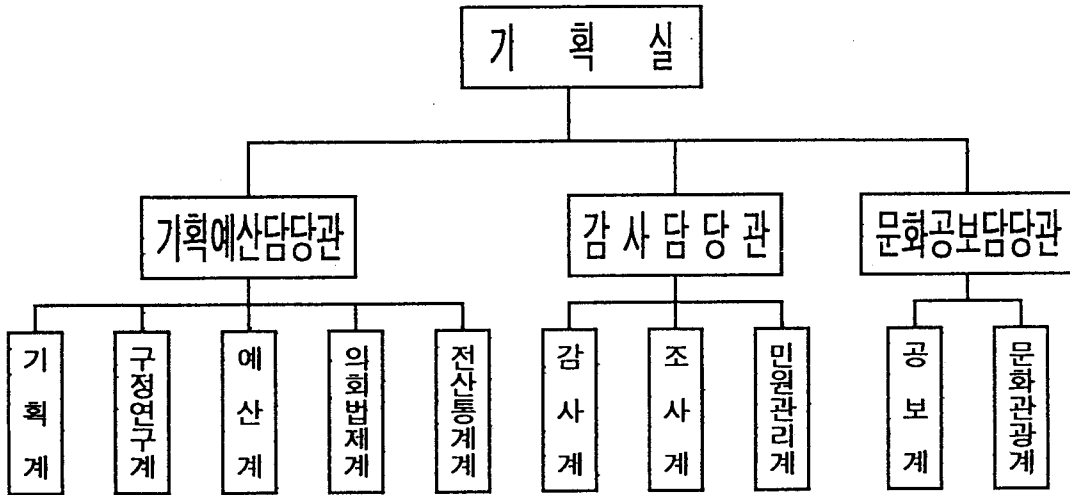 기 획 실
기획예산담당관
감사담당관
문화공보담당관
기획계
구정연구계
예산계
의회법제계
전산통계계
감사계
조사계
민원관리계
공보계
문화관광계